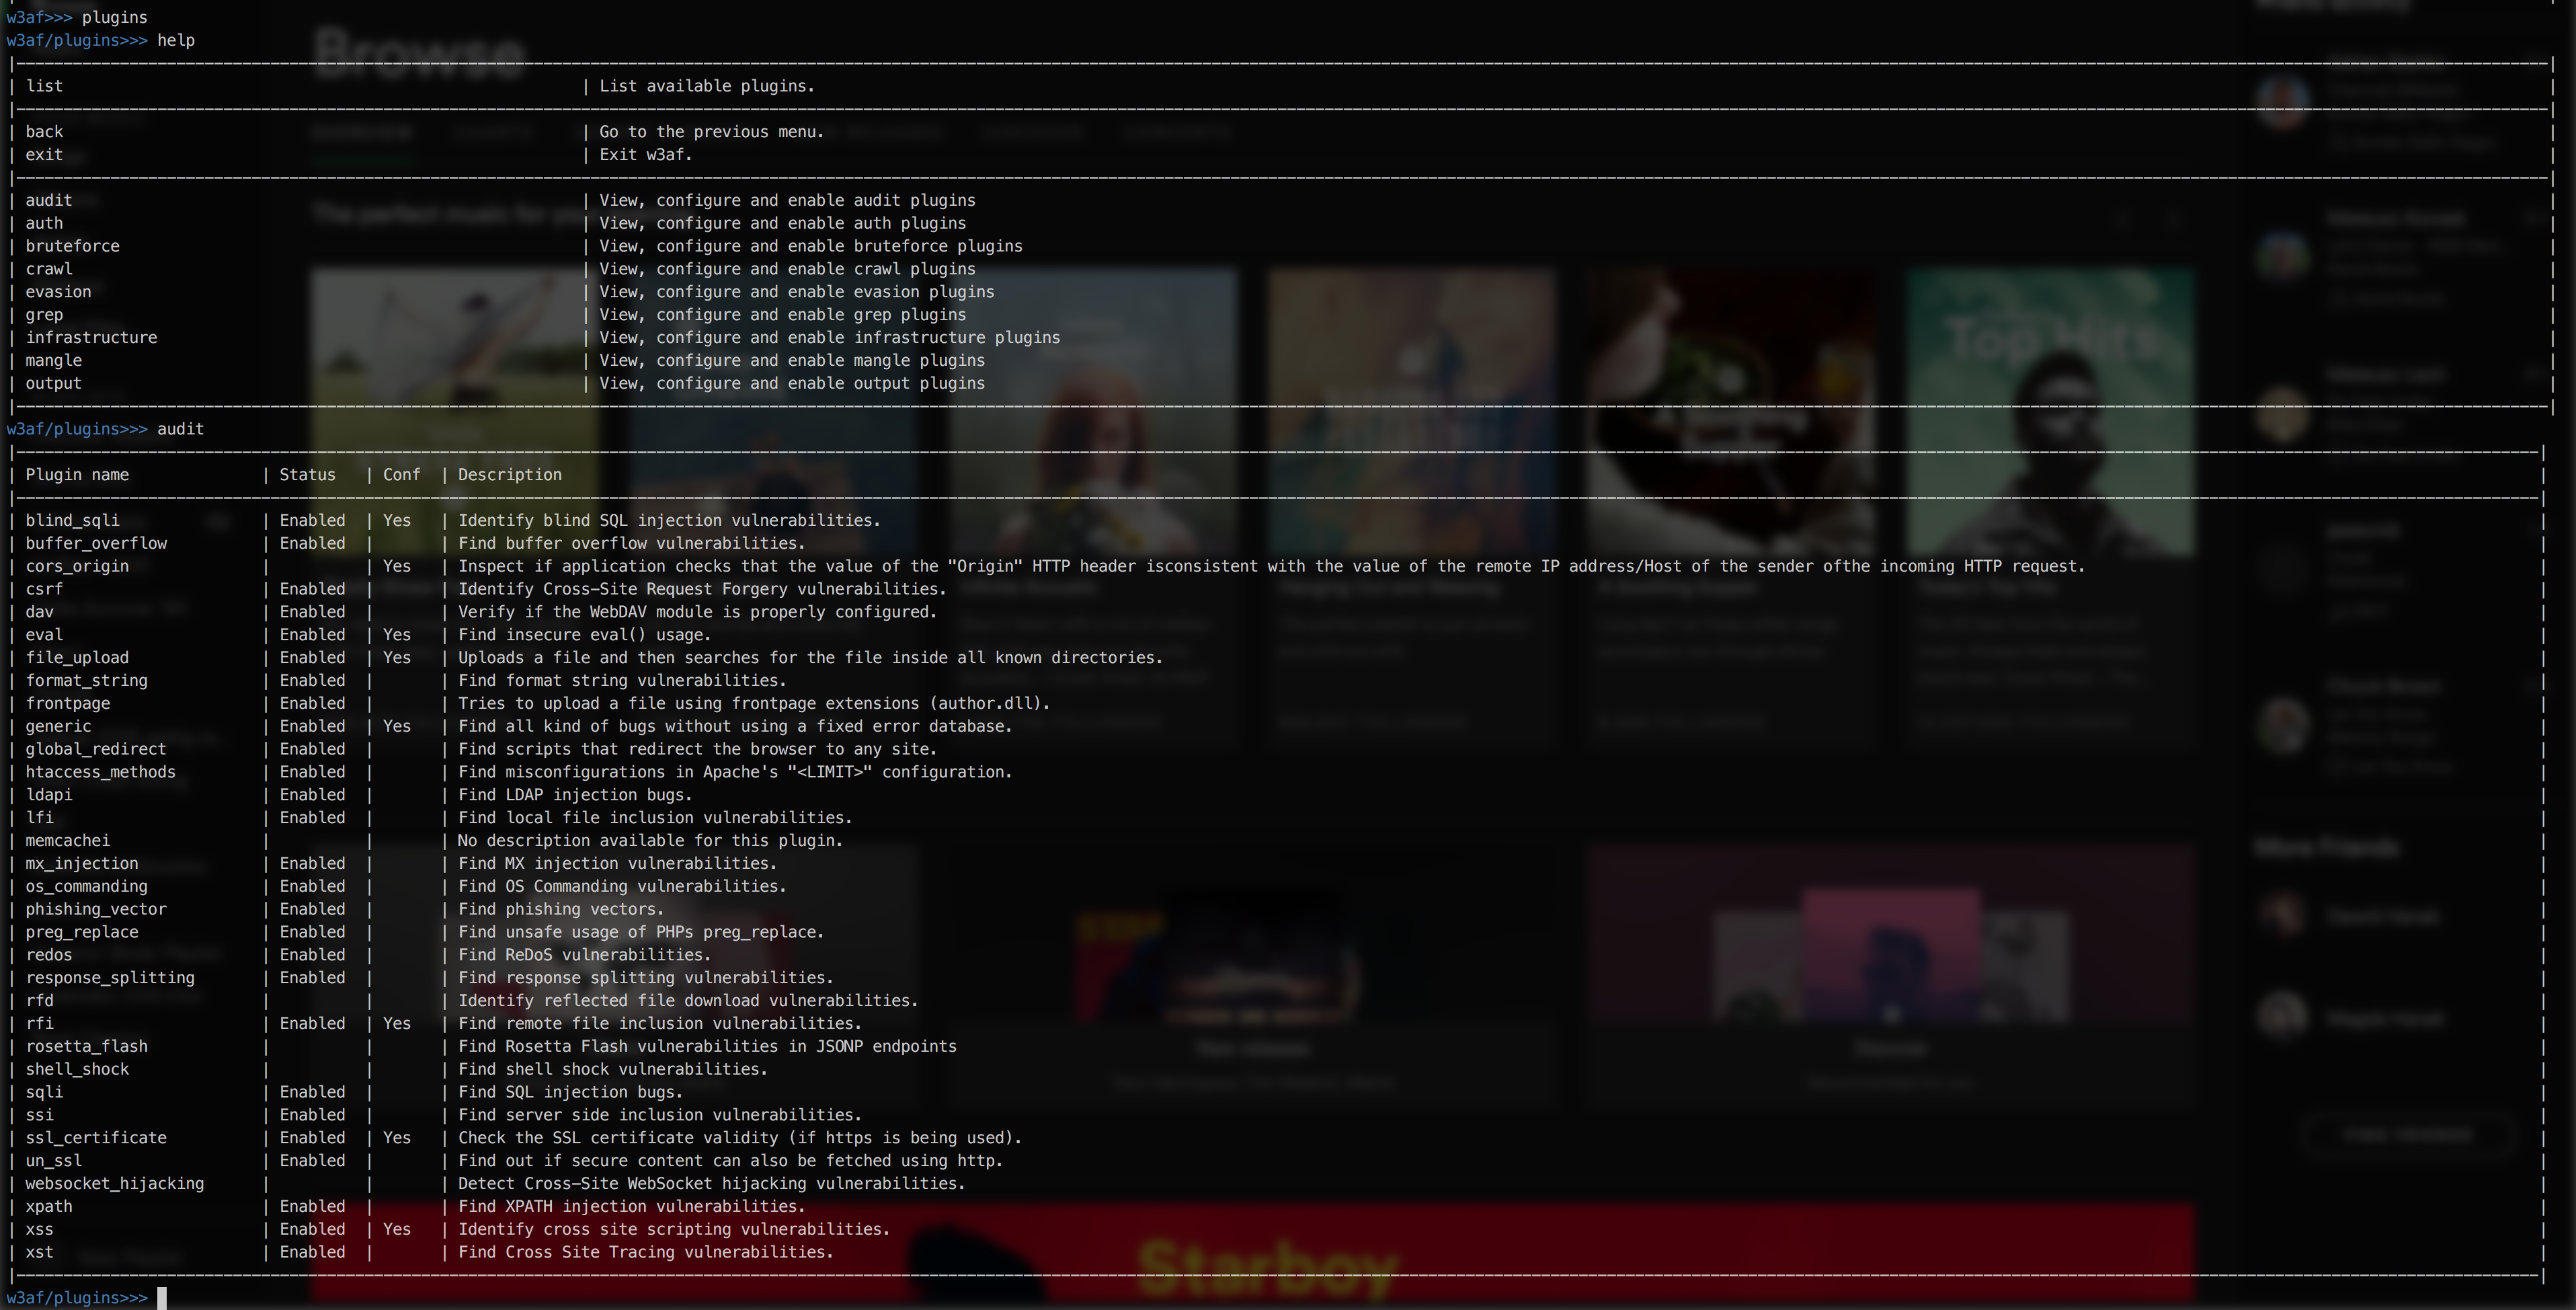 w3af>>> plugins
w3af/plugins>>> help
| list | List available plugins.
| back | Go to the previous menu.
| exit | Exit w3af.
| audit | View, configure and enable audit plugins
| auth | View, configure and enable auth plugins
| bruteforce | View, configure and enable bruteforce plugins
| crawl | View, configure and enable crawl plugins
| evasion | View, configure and enable evasion plugins
| grep | View, configure and enable grep plugins
| infrastructure | View, configure and enable infrastructure plugins
| mangle | View, configure and enable mangle plugins
| output | View, configure and enable output plugins
w3af/plugins>>> audit
| Plugin name | Status | Conf | Description
| blind_sqli | Enabled | Yes | Identify blind SQL injection vulnerabilities.
| buffer_overflow | Enabled | | Find buffer overflow vulnerabilities.
| cors_origin | | Yes | Inspect if application checks that the value of the "Origin" HTTP header isconsistent with the value of the remote IP address/Host of the sender ofthe incoming HTTP request.
| csrf | Enabled | | Identify Cross-Site Request Forgery vulnerabilities.
| dav | Enabled | | Verify if the WebDAV module is properly configured.
| eval | Enabled | Yes | Find insecure eval() usage.
| file_upload | Enabled | Yes | Uploads a file and then searches for the file inside all known directories.
| format_string | Enabled | | Find format string vulnerabilities.
| frontpage | Enabled | | Tries to upload a file using frontpage extensions (author.dll).
| generic | Enabled | Yes | Find all kind of bugs without using a fixed error database.
| global_redirect | Enabled | | Find scripts that redirect the browser to any site.
| htaccess_methods | Enabled | | Find misconfigurations in Apache's "<LIMIT>" configuration.
| ldapi | Enabled | | Find LDAP injection bugs.
| lfi | Enabled | | Find local file inclusion vulnerabilities.
| memcachei | | | No description available for this plugin.
| mx_injection | Enabled | | Find MX injection vulnerabilities.
| os_commanding | Enabled | | Find OS Commanding vulnerabilities.
| phishing_vector | Enabled | | Find phishing vectors.
| preg_replace | Enabled | | Find unsafe usage of PHPs preg_replace.
| redos | Enabled | | Find ReDoS vulnerabilities.
| response_splitting | Enabled | | Find response splitting vulnerabilities.
| rfd | | | Identify reflected file download vulnerabilities.
| rfi | Enabled | Yes | Find remote file inclusion vulnerabilities.
| rosetta_flash | | | Find Rosetta Flash vulnerabilities in JSONP endpoints
| shell_shock | | | Find shell shock vulnerabilities.
| sqli | Enabled | | Find SQL injection bugs.
| ssi | Enabled | | Find server side inclusion vulnerabilities.
| ssl_certificate | Enabled | Yes | Check the SSL certificate validity (if https is being used).
| un_ssl | Enabled | | Find out if secure content can also be fetched using http.
| websocket_hijacking | | | Detect Cross-Site WebSocket hijacking vulnerabilities.
| xpath | Enabled | | Find XPATH injection vulnerabilities.
| xss | Enabled | Yes | Identify cross site scripting vulnerabilities.
| xst | Enabled | | Find Cross Site Tracing vulnerabilities.
w3af/plugins>>>
Browse
The perfect music for
Top Hits
More Friends
Starboy